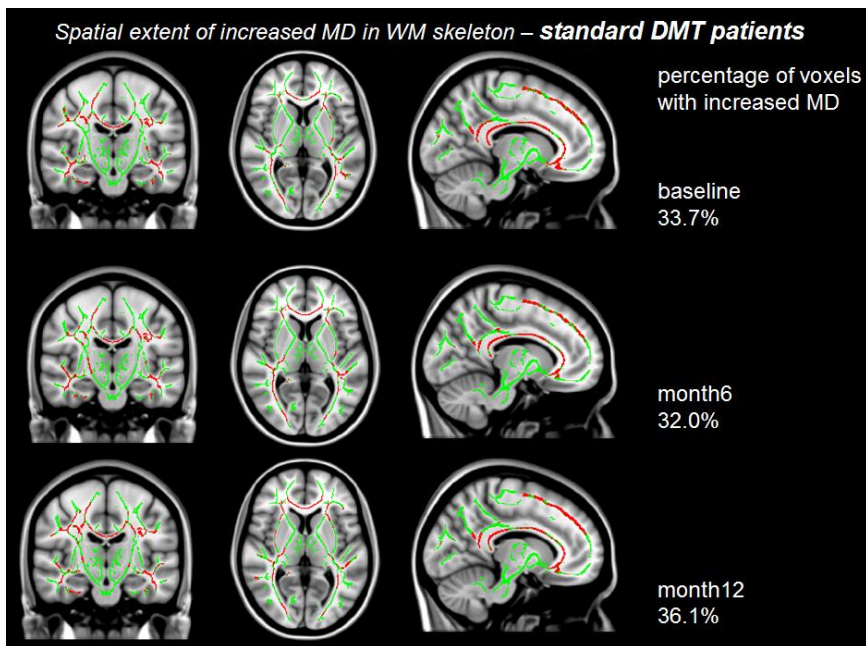 Spatial extent of increased MD in WM skeleton – standard DMT patients
percentage of voxels
with increased MD
baseline
33.7%
month6
32.0%
month12
36.1%